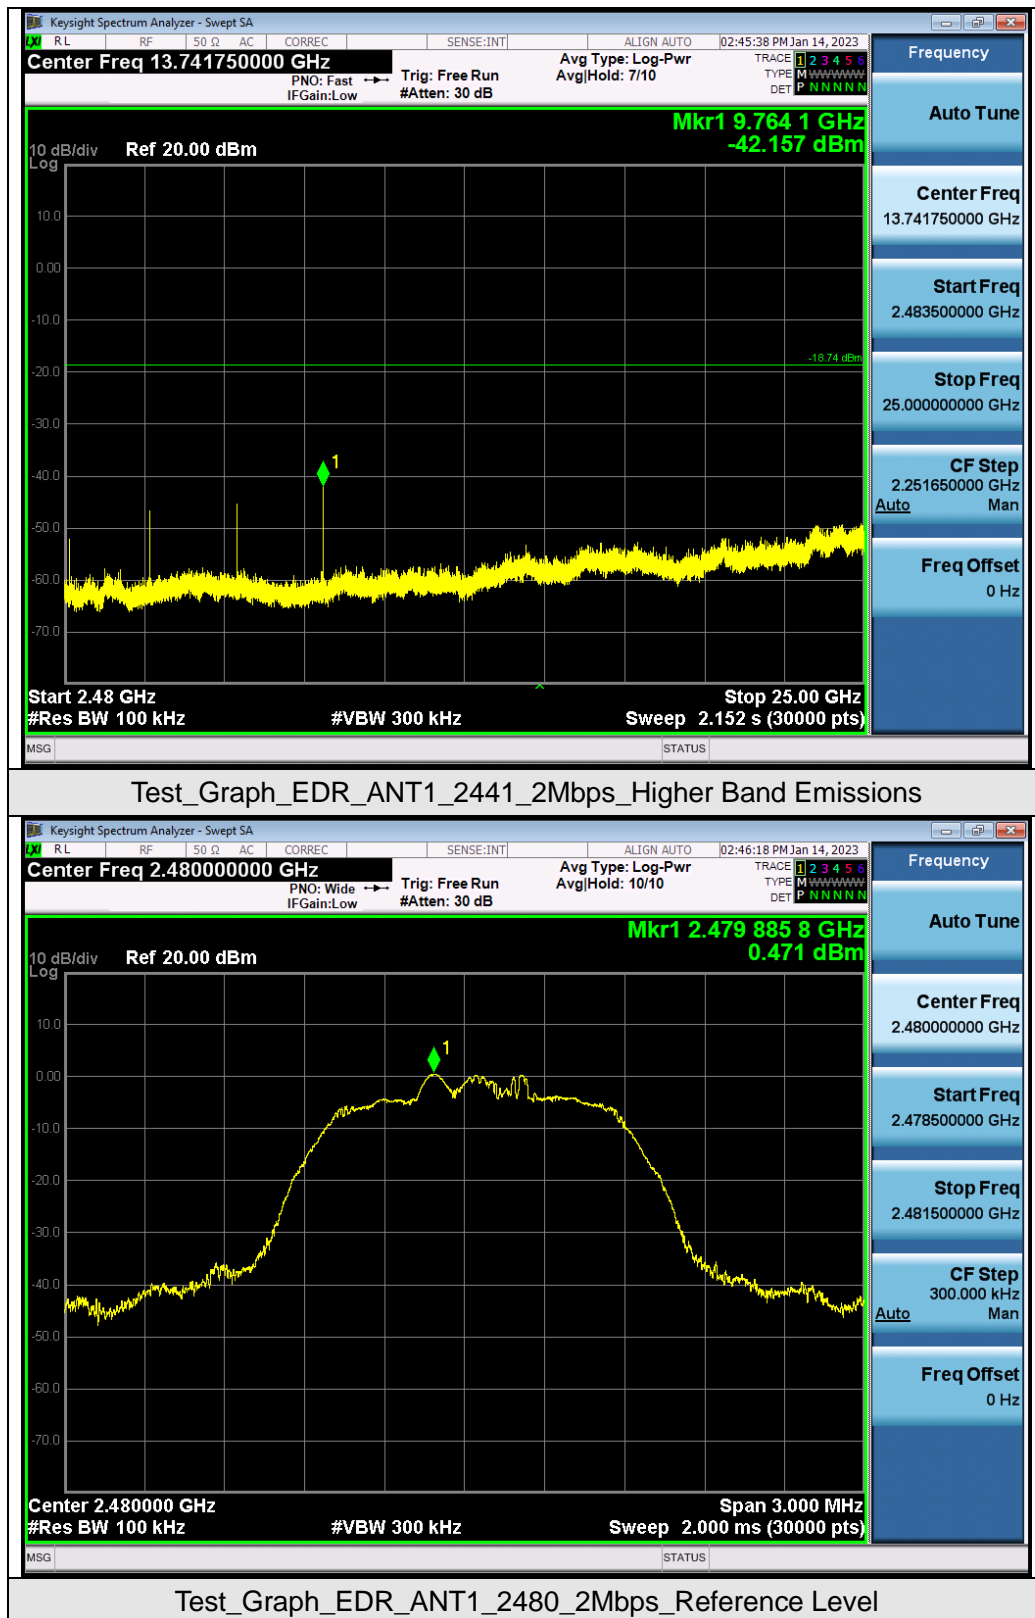 Keysight Spectrum Analyzer - Swept SA
LXI RL RF 50 Ω AC CORREC SENSE:INT ALIGN AUTO 02:45:38 PM Jan 14, 2023
Center Freq 13.741750000 GHz
PNO: Fast
IFGain:Low
Trig: Free Run
#Atten: 30 dB
Avg Type: Log-Pwr
Avg|Hold: 7/10
TRACE 1 2 3 4 5 6
TYPE M WWWWW
DET P N N N N N
Frequency
Mkr1 9.764 1 GHz
-42.157 dBm
10 dB/div Ref 20.00 dBm
Log
10.0
0.00
-10.0
-18.74 dBm
-20.0
-30.0
1
-40.0
-50.0
-60.0
-70.0
Start 2.48 GHz Stop 25.00 GHz
#Res BW 100 kHz #VBW 300 kHz Sweep 2.152 s (30000 pts)
Auto Tune
Center Freq
13.741750000 GHz
Start Freq
2.483500000 GHz
Stop Freq
25.000000000 GHz
CF Step
2.251650000 GHz
Auto Man
Freq Offset
0 Hz
MSG STATUS
Test_Graph_EDR_ANT1_2441_2Mbps_Higher Band Emissions
Keysight Spectrum Analyzer - Swept SA
LXI RL RF 50 Ω AC CORREC SENSE:INT ALIGN AUTO 02:46:18 PM Jan 14, 2023
Center Freq 2.480000000 GHz
PNO: Wide
IFGain:Low
Trig: Free Run
#Atten: 30 dB
Avg Type: Log-Pwr
Avg|Hold: 10/10
TRACE 1 2 3 4 5 6
TYPE M WWWWW
DET P N N N N N
Frequency
Mkr1 2.479 885 8 GHz
0.471 dBm
10 dB/div Ref 20.00 dBm
Log
10.0
1
0.00
-10.0
-20.0
-30.0
-40.0
-50.0
-60.0
-70.0
Center 2.480000 GHz Span 3.000 MHz
#Res BW 100 kHz #VBW 300 kHz Sweep 2.000 ms (30000 pts)
Auto Tune
Center Freq
2.480000000 GHz
Start Freq
2.478500000 GHz
Stop Freq
2.481500000 GHz
CF Step
300.000 kHz
Auto Man
Freq Offset
0 Hz
MSG STATUS
Test_Graph_EDR_ANT1_2480_2Mbps_Reference Level